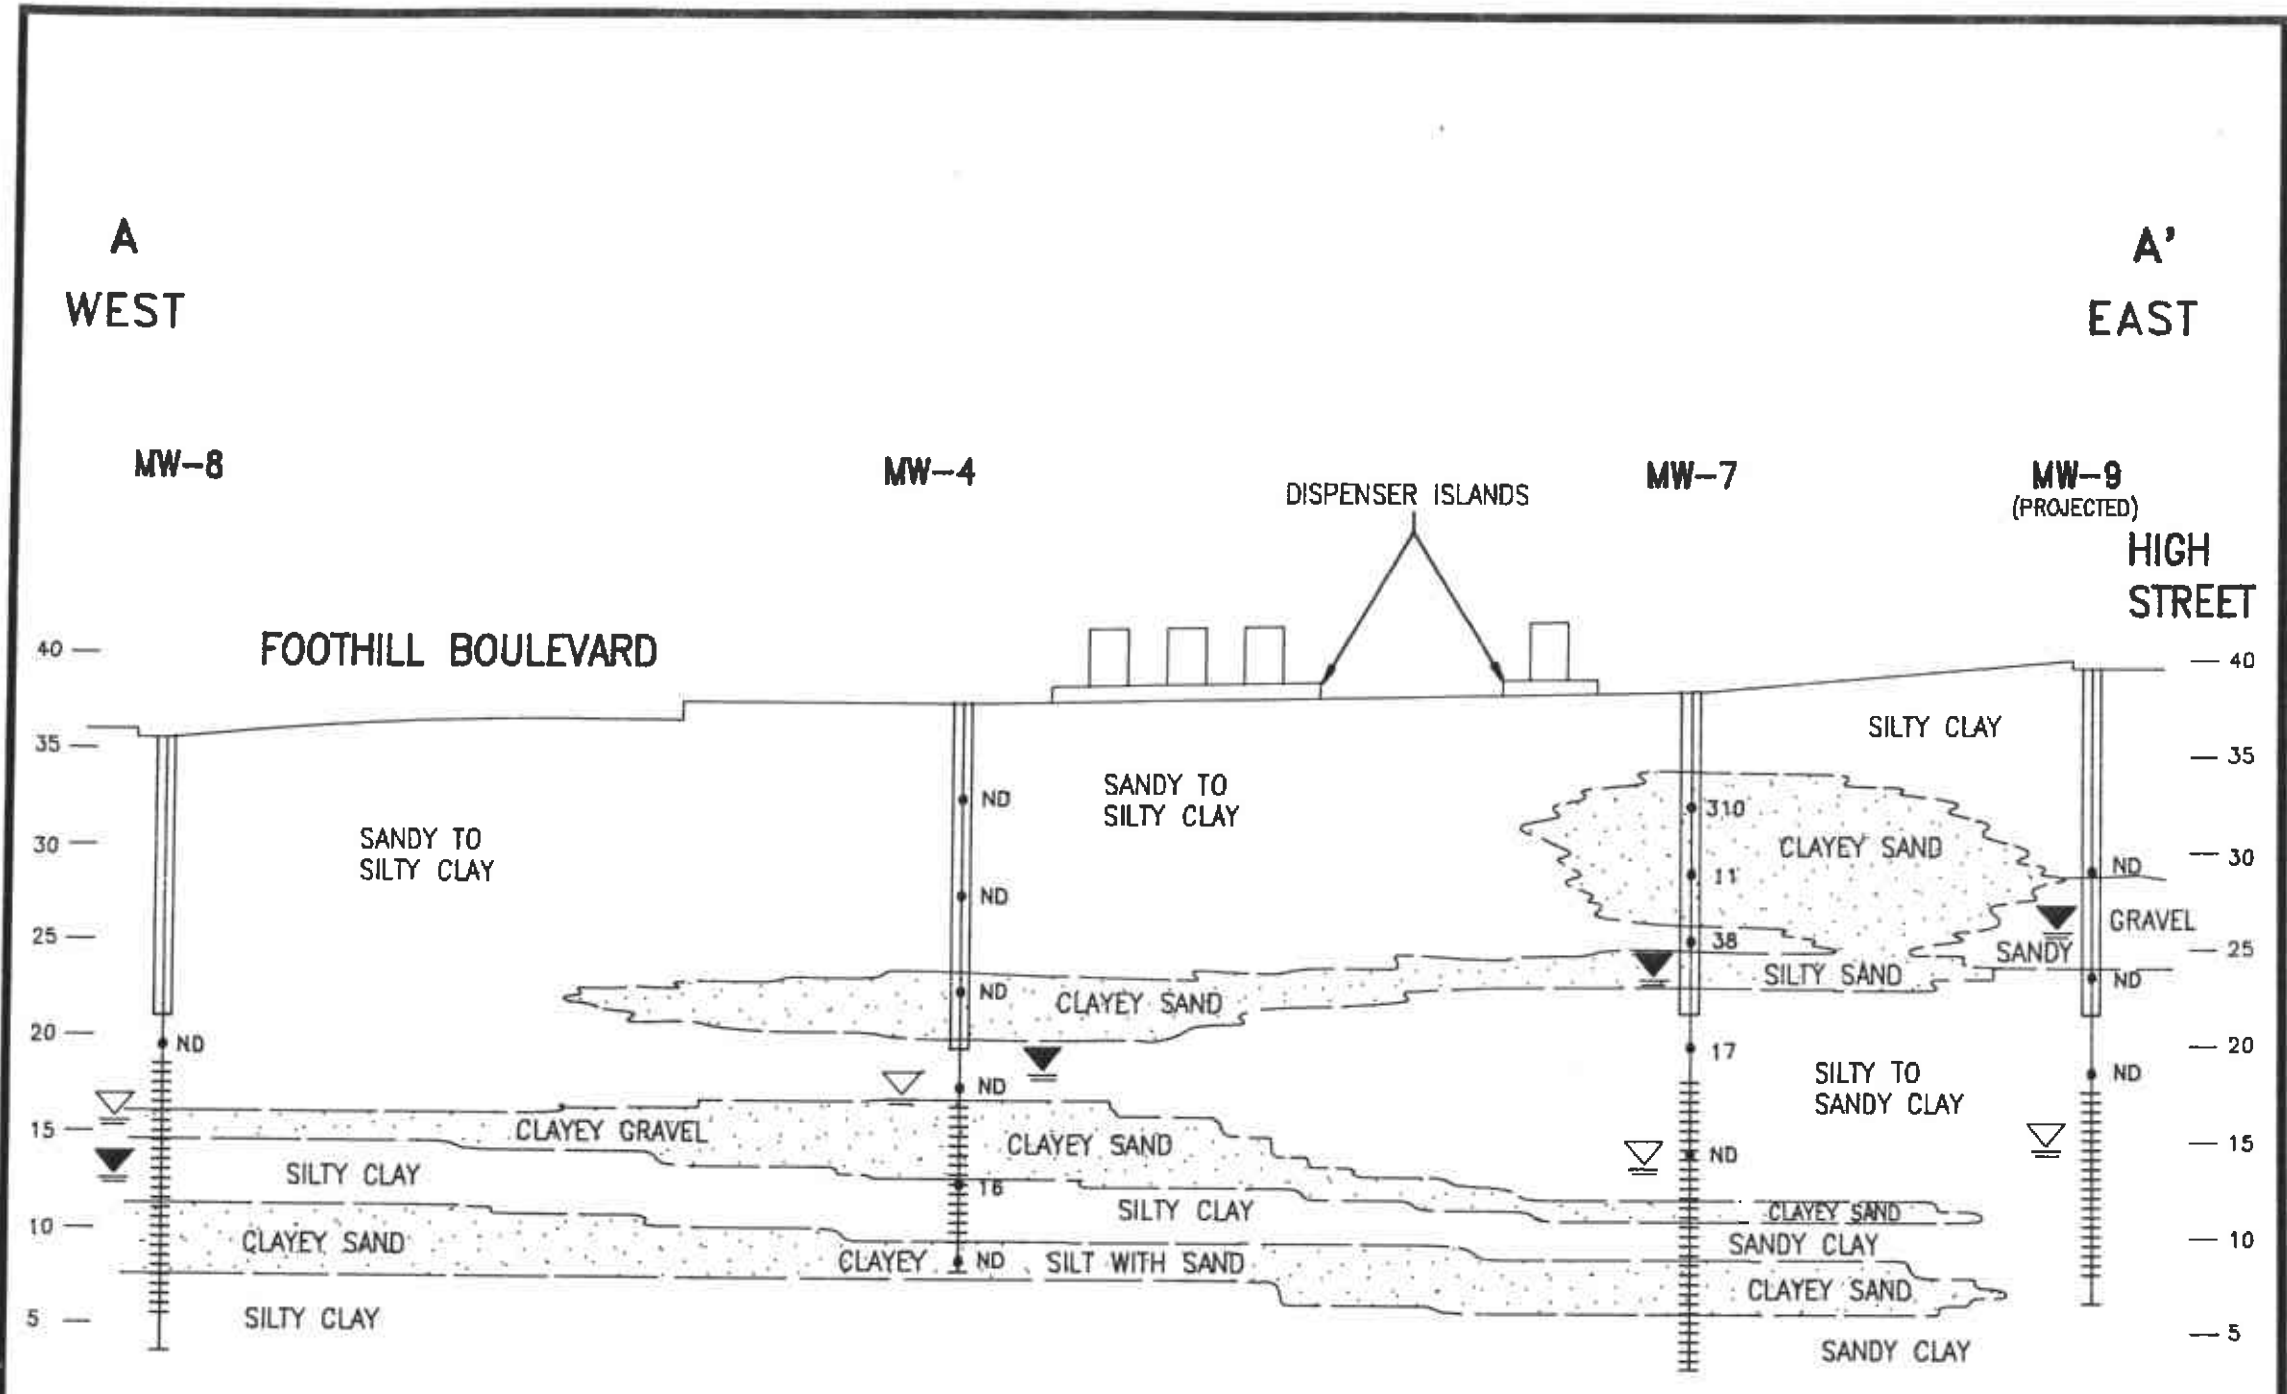 A
A'
WEST
EAST
MW-8
MW-4
MW-7
MW-9
(PROJECTED)
DISPENSER ISLANDS
HIGH
STREET
FOOTHILL BOULEVARD
40
40
35
35
30
30
25
25
20
20
15
15
10
10
5
5
SILTY CLAY
SANDY TO
SILTY CLAY
SANDY TO
SILTY CLAY
ND
ND
ND
ND
16
ND
ND
310
11
38
17
ND
ND
ND
ND
CLAYEY SAND
GRAVEL
SANDY
SILTY SAND
CLAYEY SAND
SILTY TO
SANDY CLAY
CLAYEY GRAVEL
CLAYEY SAND
SILTY CLAY
SILTY CLAY
CLAYEY SAND
SANDY CLAY
CLAYEY SAND
CLAYEY SILT WITH SAND
CLAYEY SAND
SILTY CLAY
SANDY CLAY